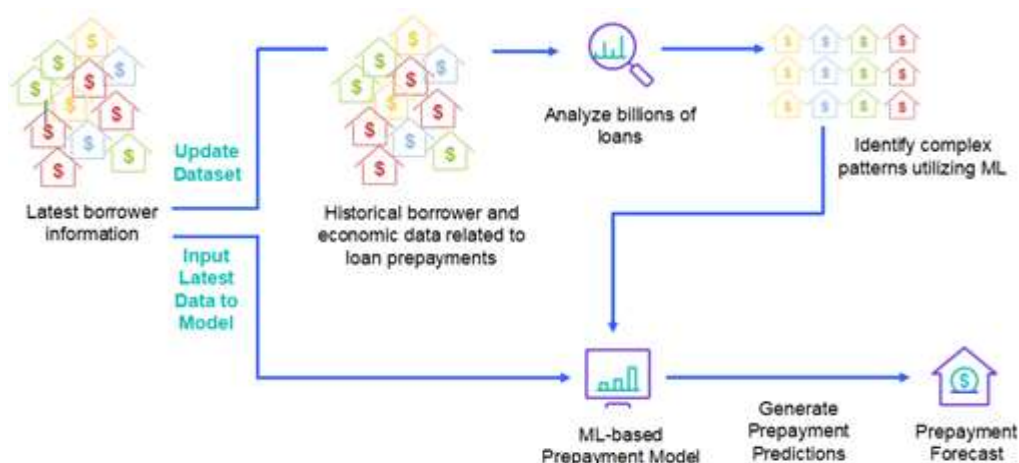 Latest borrower
information
Update
Dataset
Historical borrower and
economic data related to
loan prepayments
Analyze billions of
loans
Identify complex
patterns utilizing ML
Input
Latest
Data to
Model
ML-based
Prepayment Model
Generate
Prepayment
Predictions
Prepayment
Forecast